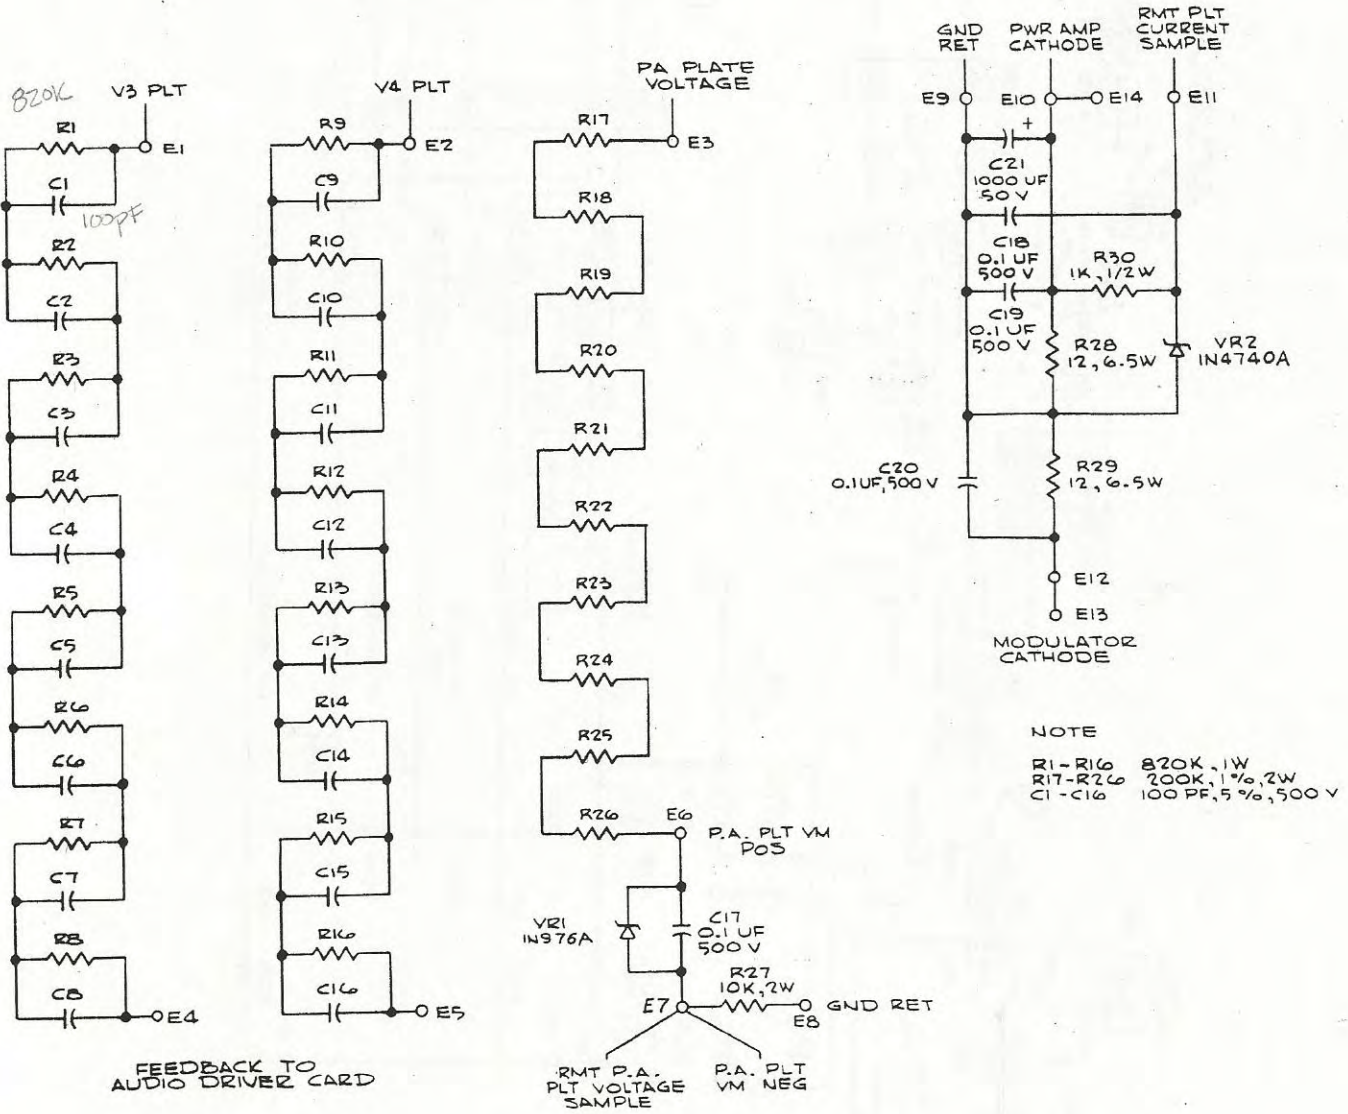 820K
V3 PLT
R1
E1
C1
100pF
R2
C2
R3
C3
R4
C4
R5
C5
R6
C6
R7
C7
R8
C8
E4
V4 PLT
R9
E2
C9
R10
C10
R11
C11
R12
C12
R13
C13
R14
C14
R15
C15
R16
C16
E5
FEEDBACK TO
AUDIO DRIVER CARD
PA PLATE
VOLTAGE
R17
E3
R18
R19
R20
R21
R22
R23
R24
R25
R26
E6
P.A. PLT VM
POS
VR1
1N976A
C17
0.1 UF
500 V
R27
10K, 2W
E7
E8
GND RET
RMT P.A.
PLT VOLTAGE
SAMPLE
P.A. PLT
VM NEG
GND
RET
PWR AMP
CATHODE
RMT PLT
CURRENT
SAMPLE
E9
E10
E14
E11
+
C21
1000 UF
50 V
C18
0.1 UF
500 V
R30
1K, 1/2W
C19
0.1 UF
500 V
R28
12, 6.5W
VR2
1N4740A
C20
0.1UF, 500 V
R29
12, 6.5W
E12
E13
MODULATOR
CATHODE
NOTE
R1-R16 820K, 1W
R17-R26 200K, 1%, 2W
C1-C16 100 PF, 5%, 500 V